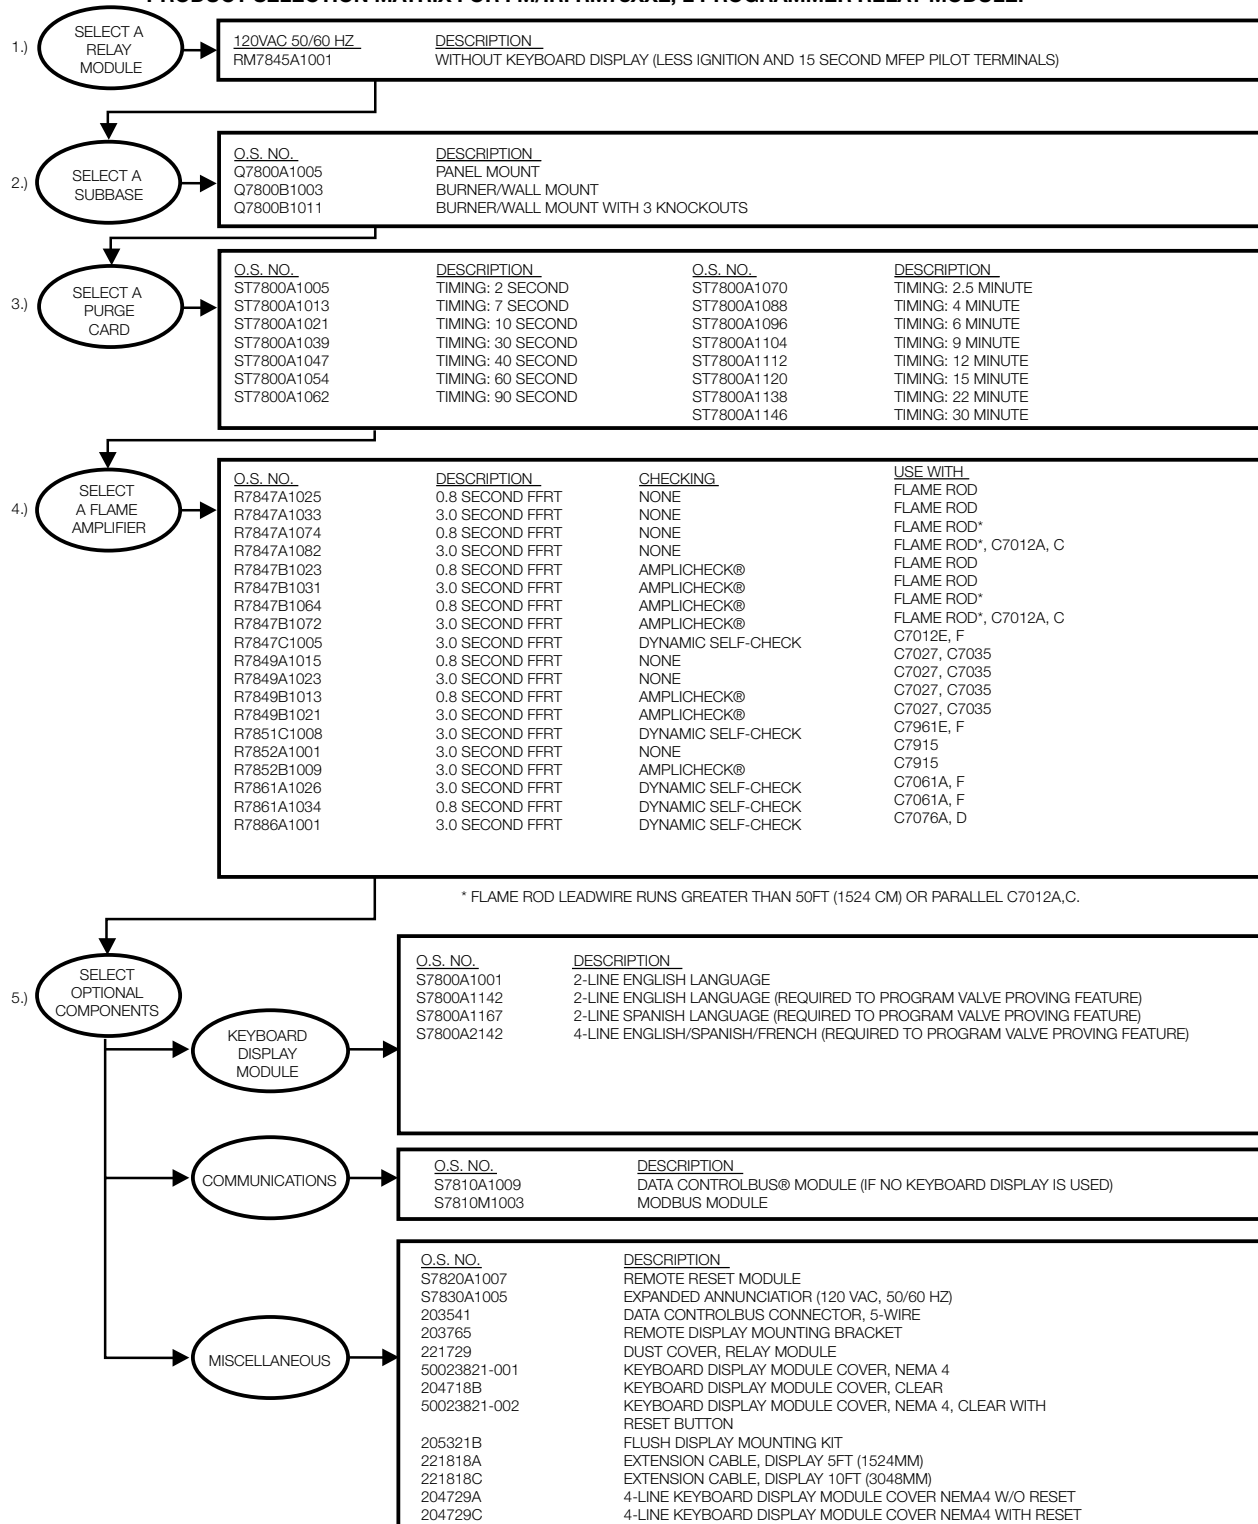 1.) SELECT A RELAY MODULE
120VAC 50/60 HZ DESCRIPTION
RM7845A1001 WITHOUT KEYBOARD DISPLAY (LESS IGNITION AND 15 SECOND MFEP PILOT TERMINALS)
2.) SELECT A SUBBASE
O.S. NO. DESCRIPTION
Q7800A1005 PANEL MOUNT
Q7800B1003 BURNER/WALL MOUNT
Q7800B1011 BURNER/WALL MOUNT WITH 3 KNOCKOUTS
3.) SELECT A PURGE CARD
O.S. NO. DESCRIPTION O.S. NO. DESCRIPTION
ST7800A1005 TIMING: 2 SECOND ST7800A1070 TIMING: 2.5 MINUTE
ST7800A1013 TIMING: 7 SECOND ST7800A1088 TIMING: 4 MINUTE
ST7800A1021 TIMING: 10 SECOND ST7800A1096 TIMING: 6 MINUTE
ST7800A1039 TIMING: 30 SECOND ST7800A1104 TIMING: 9 MINUTE
ST7800A1047 TIMING: 40 SECOND ST7800A1112 TIMING: 12 MINUTE
ST7800A1054 TIMING: 60 SECOND ST7800A1120 TIMING: 15 MINUTE
ST7800A1062 TIMING: 90 SECOND ST7800A1138 TIMING: 22 MINUTE
ST7800A1146 TIMING: 30 MINUTE
4.) SELECT A FLAME AMPLIFIER
O.S. NO. DESCRIPTION CHECKING USE WITH
R7847A1025 0.8 SECOND FFRT NONE FLAME ROD
R7847A1033 3.0 SECOND FFRT NONE FLAME ROD
R7847A1074 0.8 SECOND FFRT NONE FLAME ROD*
R7847A1082 3.0 SECOND FFRT NONE FLAME ROD*, C7012A, C
R7847B1023 0.8 SECOND FFRT AMPLICHECK® FLAME ROD
R7847B1031 3.0 SECOND FFRT AMPLICHECK® FLAME ROD
R7847B1064 0.8 SECOND FFRT AMPLICHECK® FLAME ROD*
R7847B1072 3.0 SECOND FFRT AMPLICHECK® FLAME ROD*, C7012A, C
R7847C1005 3.0 SECOND FFRT DYNAMIC SELF-CHECK C7012E, F
R7849A1015 0.8 SECOND FFRT NONE C7027, C7035
R7849A1023 3.0 SECOND FFRT NONE C7027, C7035
R7849B1013 0.8 SECOND FFRT AMPLICHECK® C7027, C7035
R7849B1021 3.0 SECOND FFRT AMPLICHECK® C7027, C7035
R7851C1008 3.0 SECOND FFRT DYNAMIC SELF-CHECK C7961E, F
R7852A1001 3.0 SECOND FFRT NONE C7915
R7852B1009 3.0 SECOND FFRT AMPLICHECK® C7915
R7861A1026 3.0 SECOND FFRT DYNAMIC SELF-CHECK C7061A, F
R7861A1034 0.8 SECOND FFRT DYNAMIC SELF-CHECK C7061A, F
R7886A1001 3.0 SECOND FFRT DYNAMIC SELF-CHECK C7076A, D
* FLAME ROD LEADWIRE RUNS GREATER THAN 50FT (1524 CM) OR PARALLEL C7012A,C.
5.) SELECT OPTIONAL COMPONENTS
KEYBOARD DISPLAY MODULE
O.S. NO. DESCRIPTION
S7800A1001 2-LINE ENGLISH LANGUAGE
S7800A1142 2-LINE ENGLISH LANGUAGE (REQUIRED TO PROGRAM VALVE PROVING FEATURE)
S7800A1167 2-LINE SPANISH LANGUAGE (REQUIRED TO PROGRAM VALVE PROVING FEATURE)
S7800A2142 4-LINE ENGLISH/SPANISH/FRENCH (REQUIRED TO PROGRAM VALVE PROVING FEATURE)
COMMUNICATIONS
O.S. NO. DESCRIPTION
S7810A1009 DATA CONTROLBUS® MODULE (IF NO KEYBOARD DISPLAY IS USED)
S7810M1003 MODBUS MODULE
MISCELLANEOUS
O.S. NO. DESCRIPTION
S7820A1007 REMOTE RESET MODULE
S7830A1005 EXPANDED ANNUNCIATIOR (120 VAC, 50/60 HZ)
203541 DATA CONTROLBUS CONNECTOR, 5-WIRE
203765 REMOTE DISPLAY MOUNTING BRACKET
221729 DUST COVER, RELAY MODULE
50023821-001 KEYBOARD DISPLAY MODULE COVER, NEMA 4
204718B KEYBOARD DISPLAY MODULE COVER, CLEAR
50023821-002 KEYBOARD DISPLAY MODULE COVER, NEMA 4, CLEAR WITH
RESET BUTTON
205321B FLUSH DISPLAY MOUNTING KIT
221818A EXTENSION CABLE, DISPLAY 5FT (1524MM)
221818C EXTENSION CABLE, DISPLAY 10FT (3048MM)
204729A 4-LINE KEYBOARD DISPLAY MODULE COVER NEMA4 W/O RESET
204729C 4-LINE KEYBOARD DISPLAY MODULE COVER NEMA4 WITH RESET